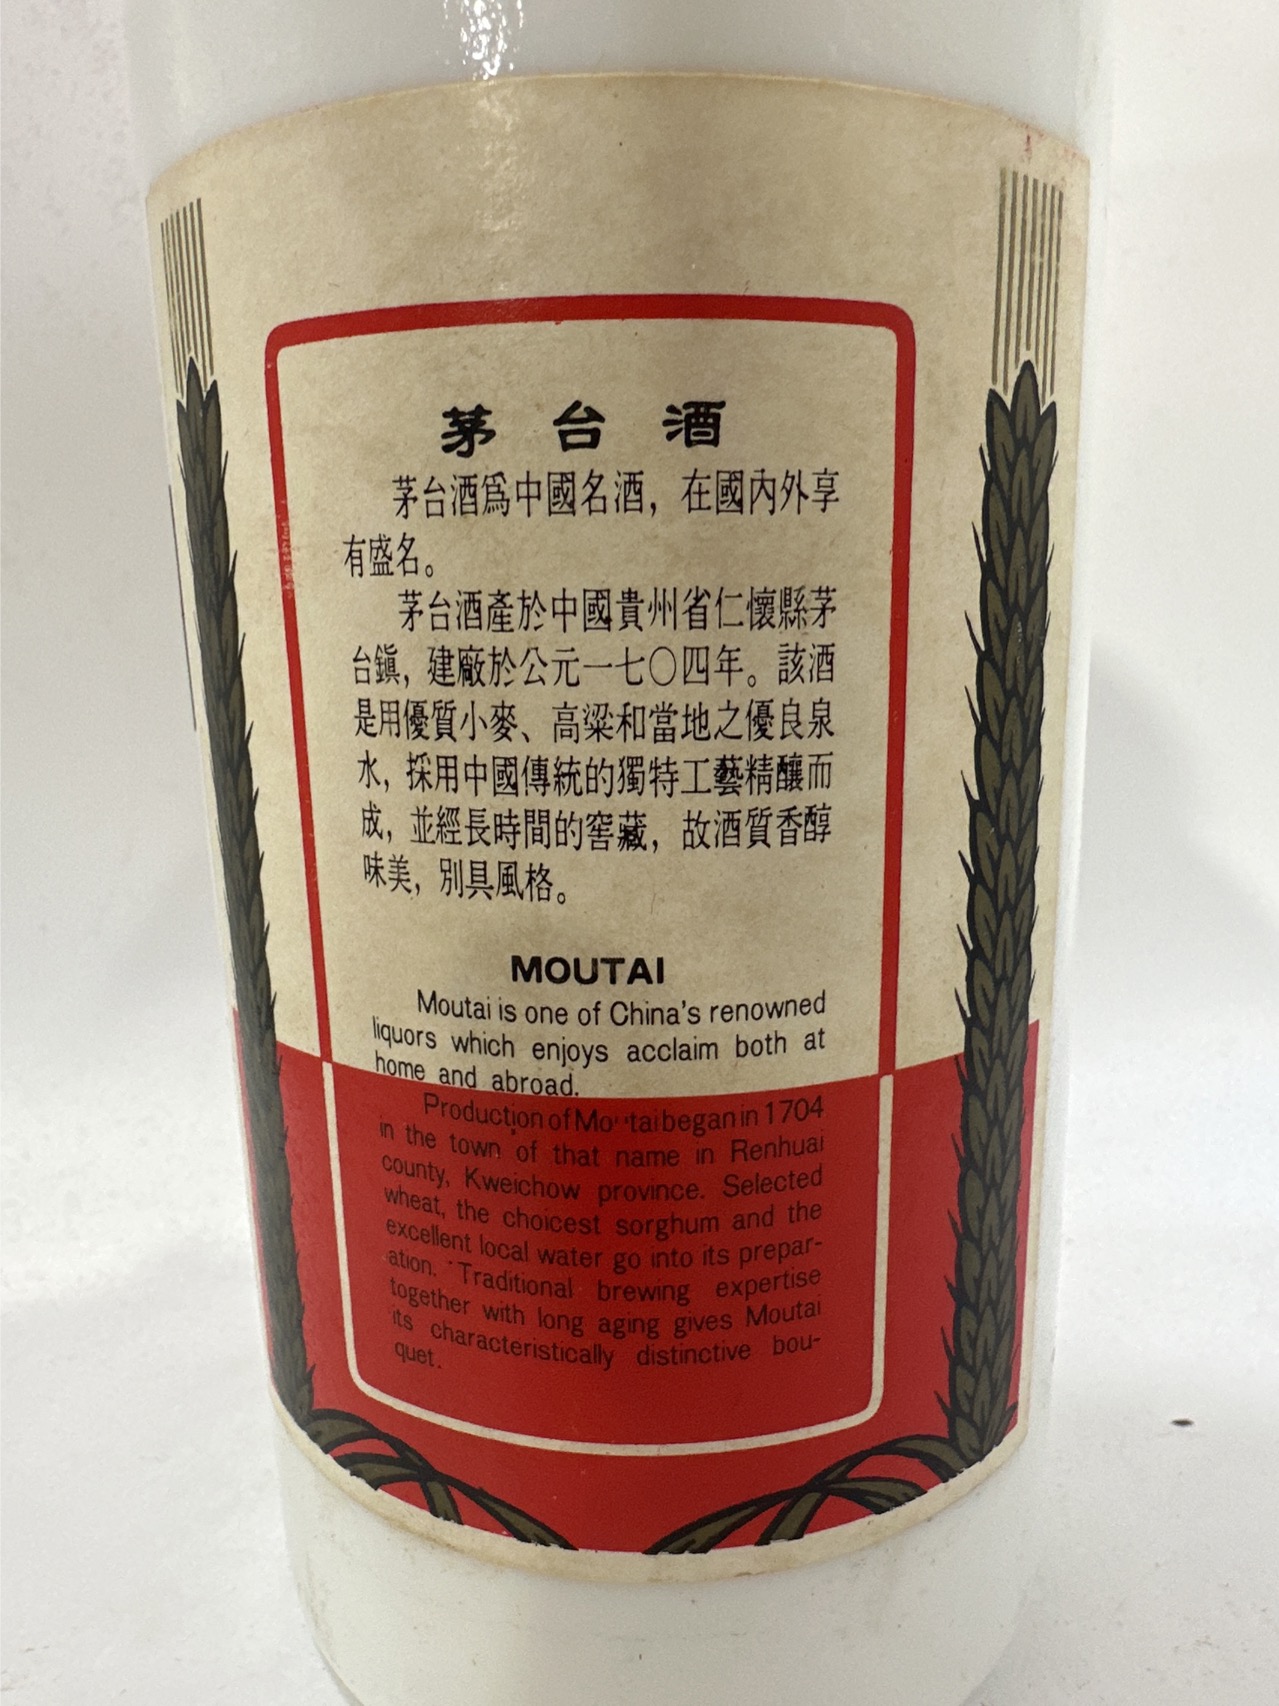 茅台酒
茅台酒爲中國名酒，在國內外享
有盛名。
茅台酒產於中國貴州省仁懷縣茅
台鎭，建廠於公元一七〇四年。該酒
是用優質小麥、高粱和當地之優良泉
水，採用中國傳統的獨特工藝精釀而
成，並經長時間的窖藏，故酒質香醇
味美，別具風格。
MOUTAI
Moutai is one of China's renowned
liquors which enjoys acclaim both at
home and abroad.
Production of Moutai began in 1704
in the town of that name in Renhuai
county, Kweichow province. Selected
wheat, the choicest sorghum and the
excellent local water go into its prepar-
ation. Traditional brewing expertise
together with long aging gives Moutai
its characteristically distinctive bou-
quet.